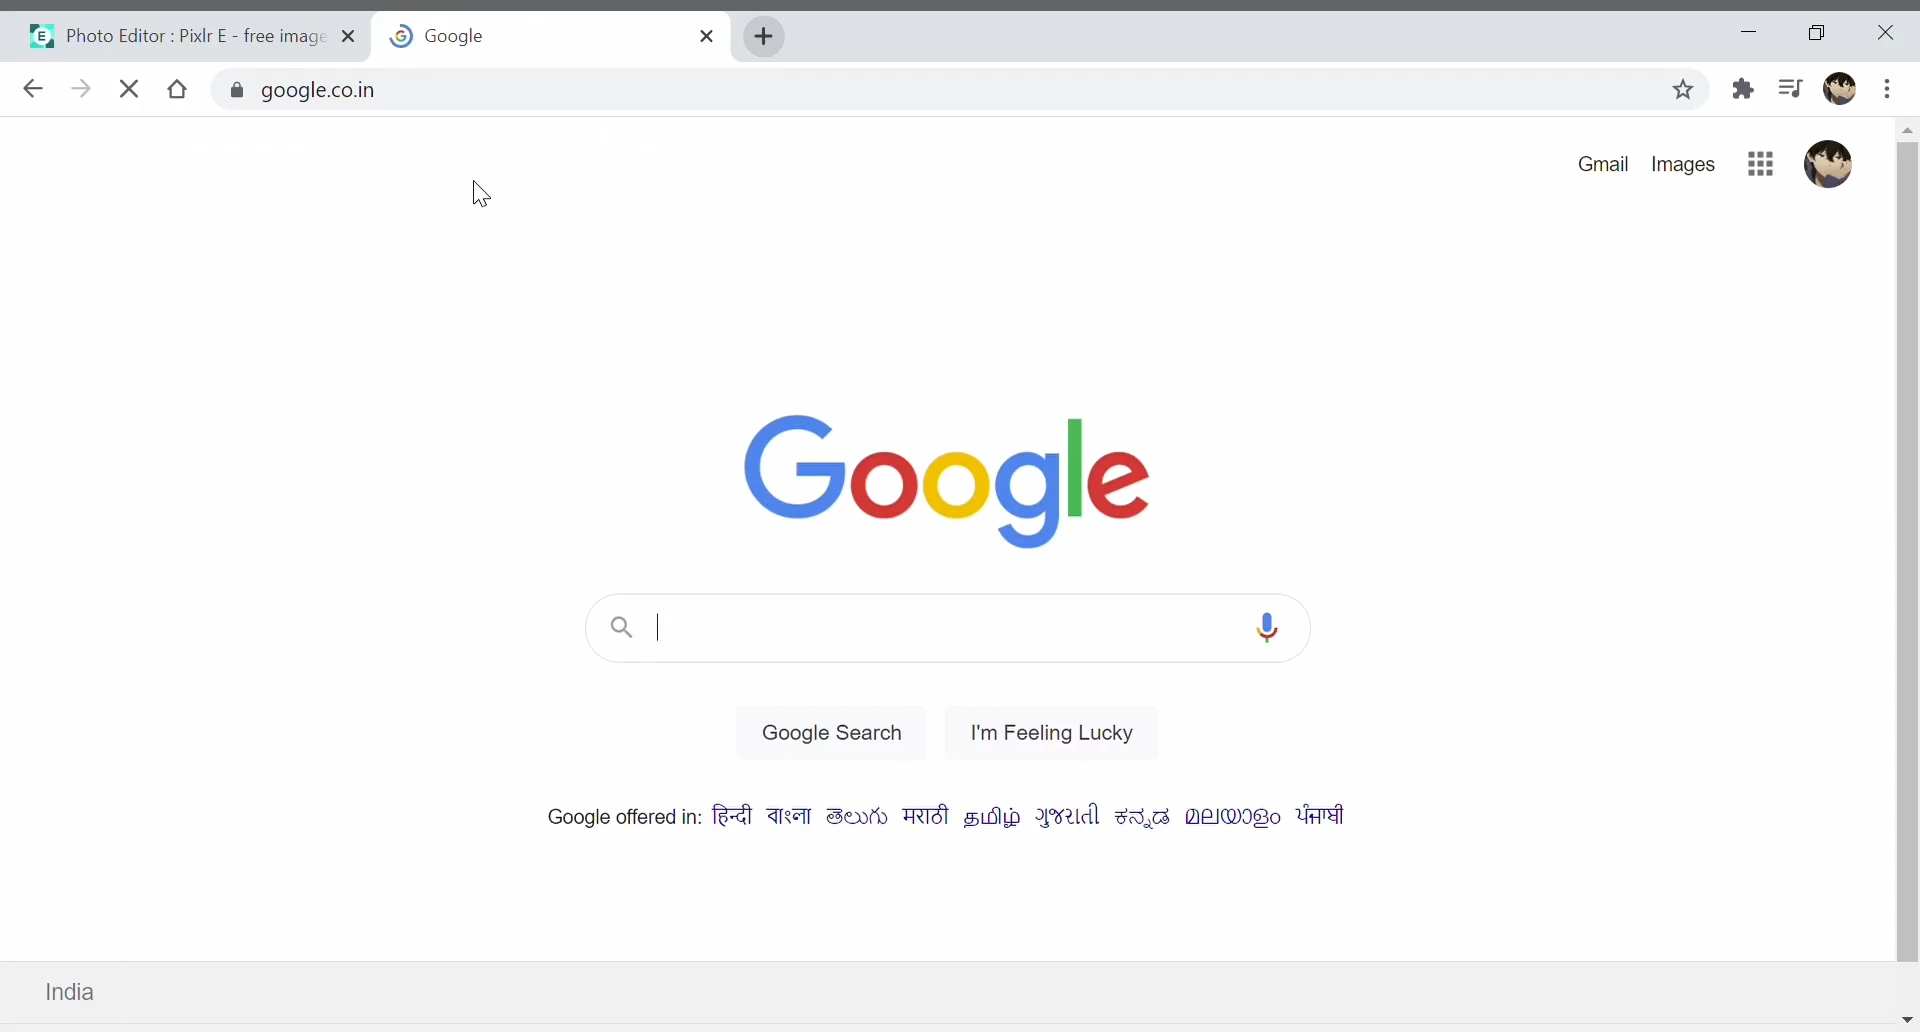 Photo Editor : Pixlr E - free image
Google
google.co.in
Gmail Images
Google
Google Search I'm Feeling Lucky
Google offered in: हिन्दी বাংলা తెలుగు मराठी தமிழ் ગુજરાતી ಕನ್ನಡ മലയാളം ਪੰਜਾਬੀ
India